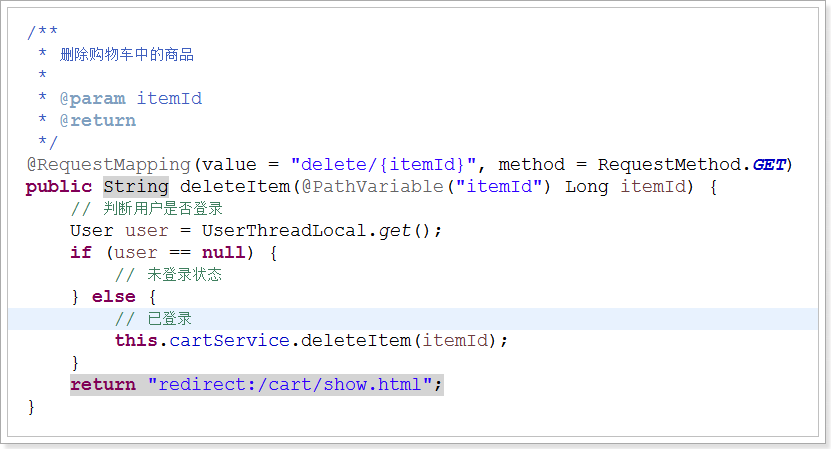 /**
 * 删除购物车中的商品
 *
 * @param itemId
 * @return
 */
@RequestMapping(value = "delete/{itemId}", method = RequestMethod.GET)
public String deleteItem(@PathVariable("itemId") Long itemId) {
    // 判断用户是否登录
    User user = UserThreadLocal.get();
    if (user == null) {
        // 未登录状态
    } else {
        // 已登录
        this.cartService.deleteItem(itemId);
    }
    return "redirect:/cart/show.html";
}